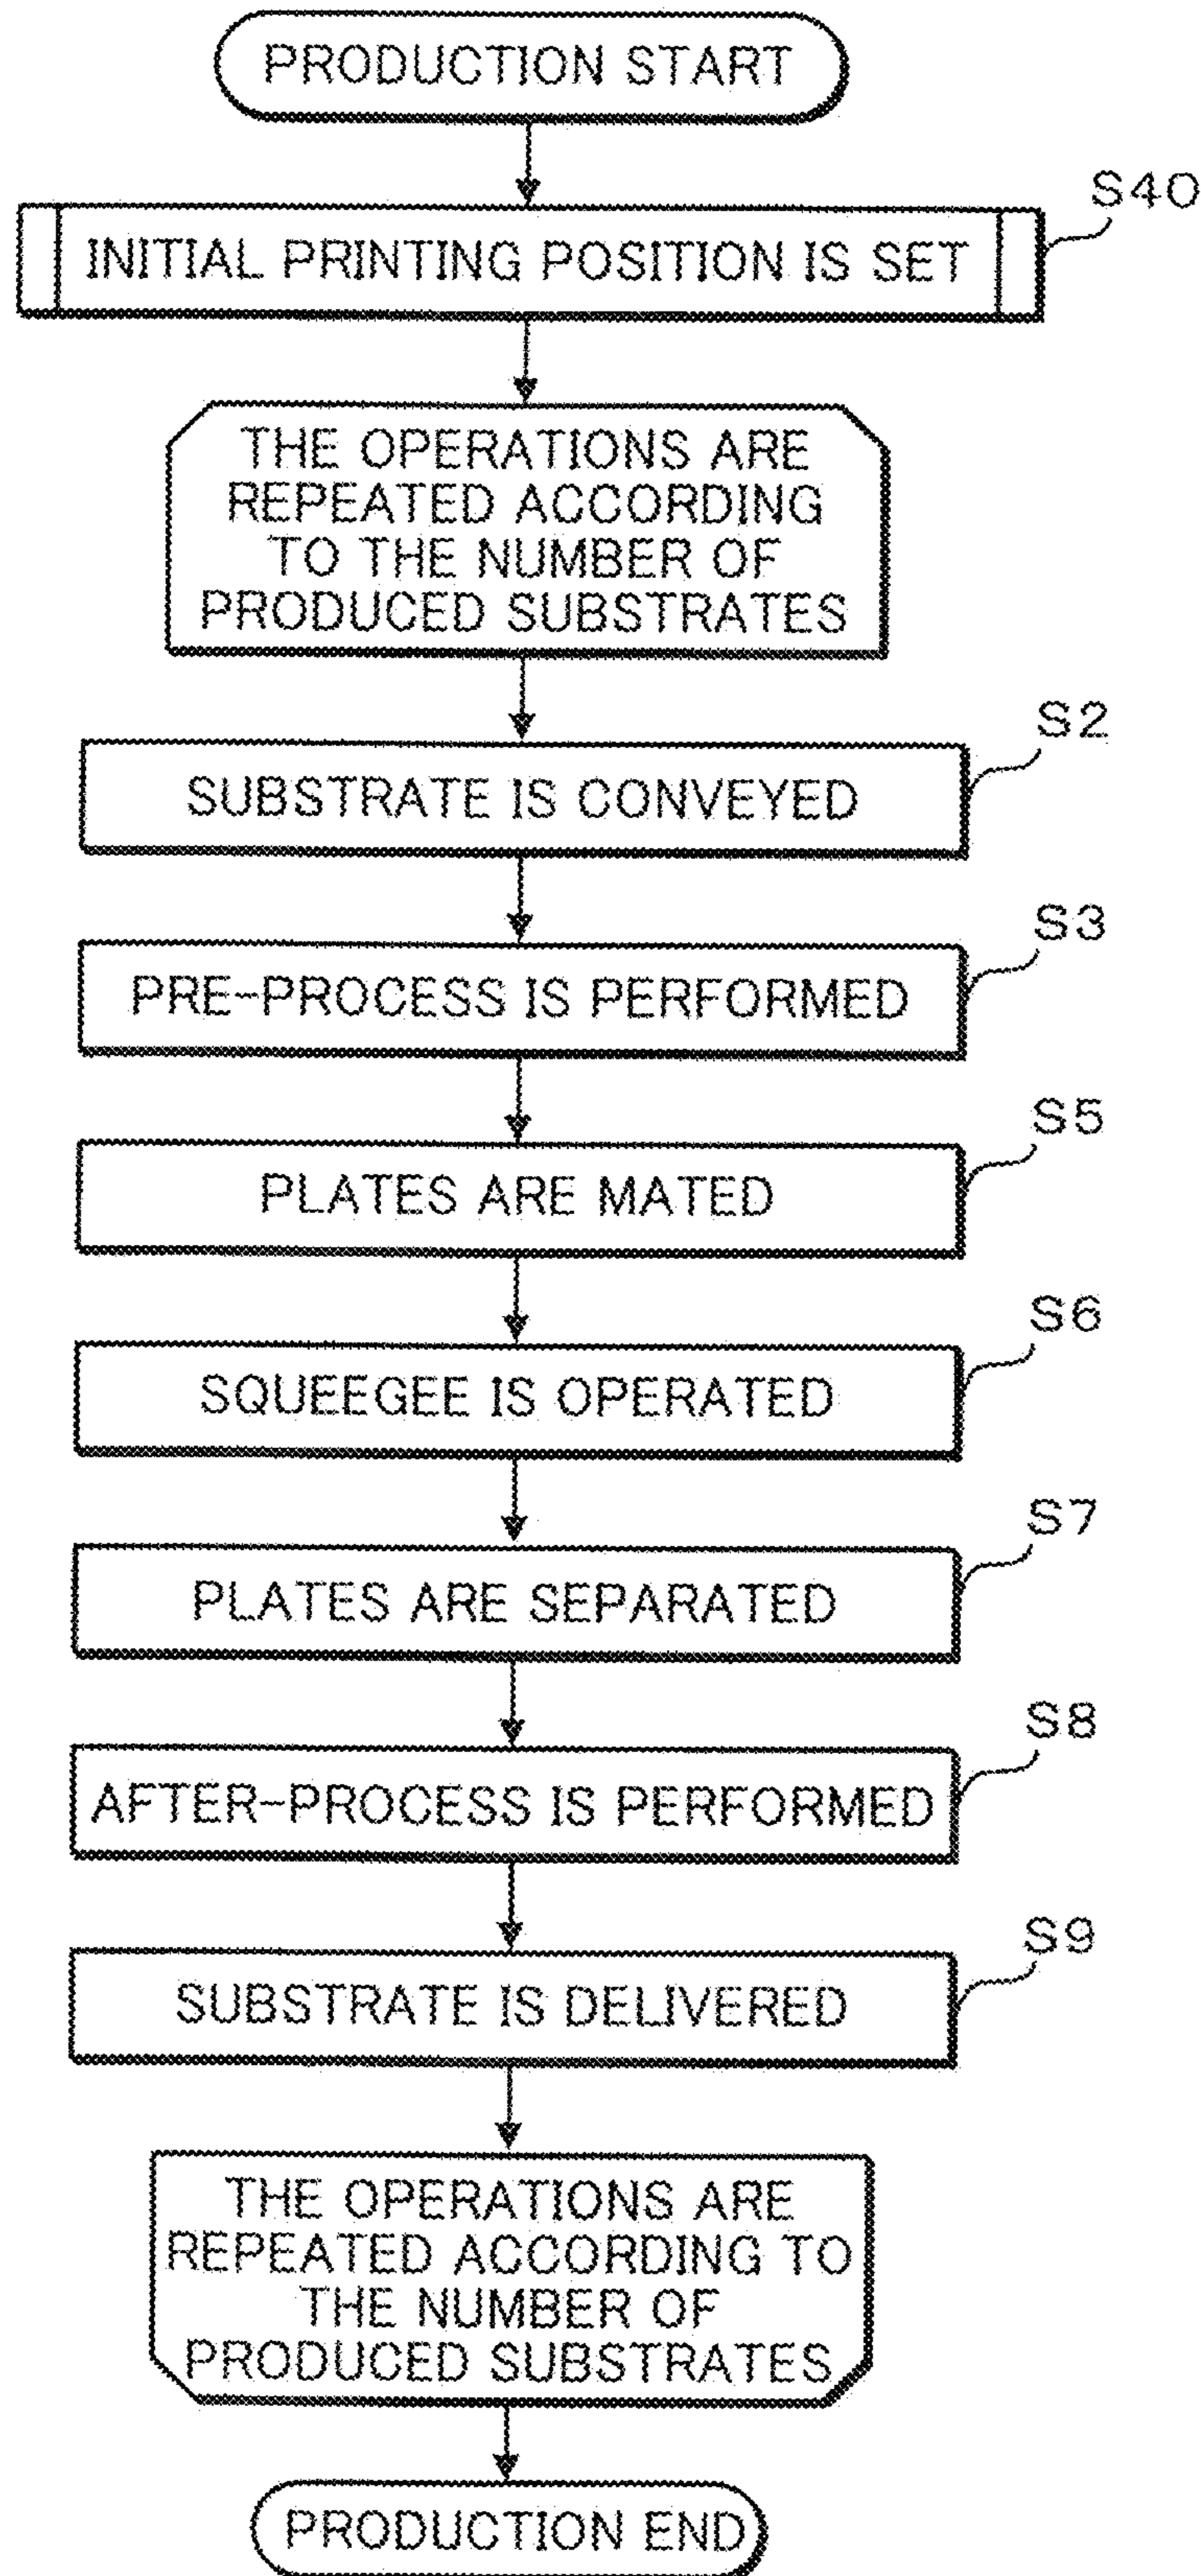 PRODUCTION START
S40
INITIAL PRINTING POSITION IS SET
THE OPERATIONS ARE
REPEATED ACCORDING
TO THE NUMBER OF
PRODUCED SUBSTRATES
S2
SUBSTRATE IS CONVEYED
S3
PRE-PROCESS IS PERFORMED
S5
PLATES ARE MATED
S6
SQUEEGEE IS OPERATED
S7
PLATES ARE SEPARATED
S8
AFTER-PROCESS IS PERFORMED
S9
SUBSTRATE IS DELIVERED
THE OPERATIONS ARE
REPEATED ACCORDING TO
THE NUMBER OF
PRODUCED SUBSTRATES
PRODUCTION END